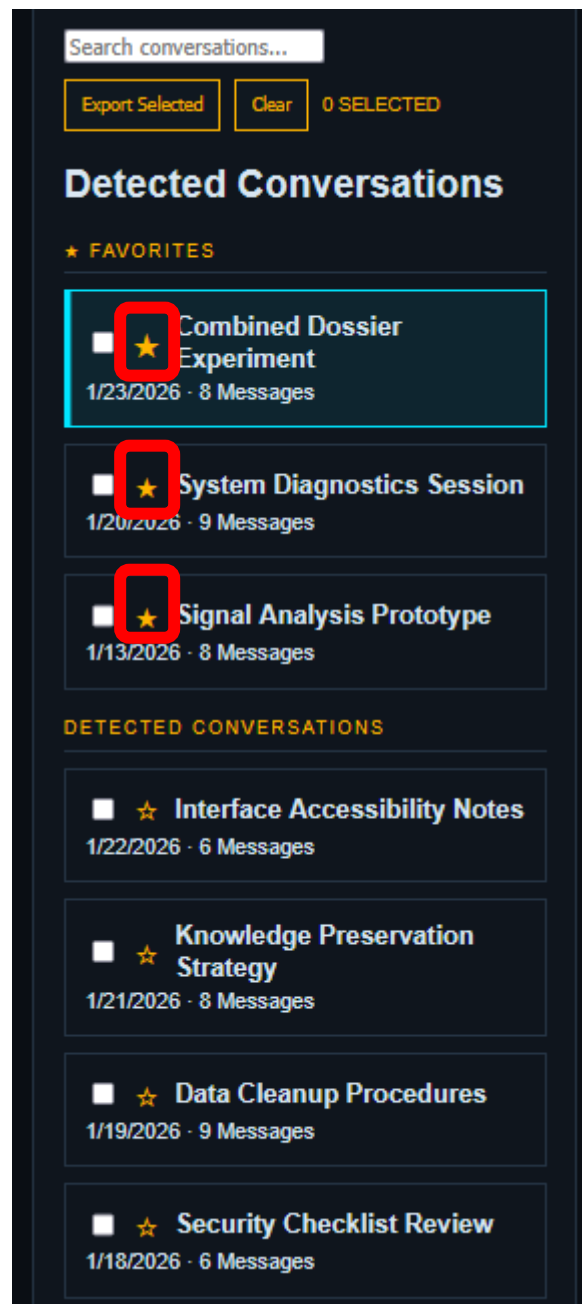 Search conversations...
Export Selected Clear 0 SELECTED
Detected Conversations
★ FAVORITES
★ Combined Dossier
Experiment
1/23/2026 · 8 Messages
★ System Diagnostics Session
1/20/2026 · 9 Messages
★ Signal Analysis Prototype
1/13/2026 · 8 Messages
DETECTED CONVERSATIONS
☆ Interface Accessibility Notes
1/22/2026 · 6 Messages
☆ Knowledge Preservation
Strategy
1/21/2026 · 8 Messages
☆ Data Cleanup Procedures
1/19/2026 · 9 Messages
☆ Security Checklist Review
1/18/2026 · 6 Messages